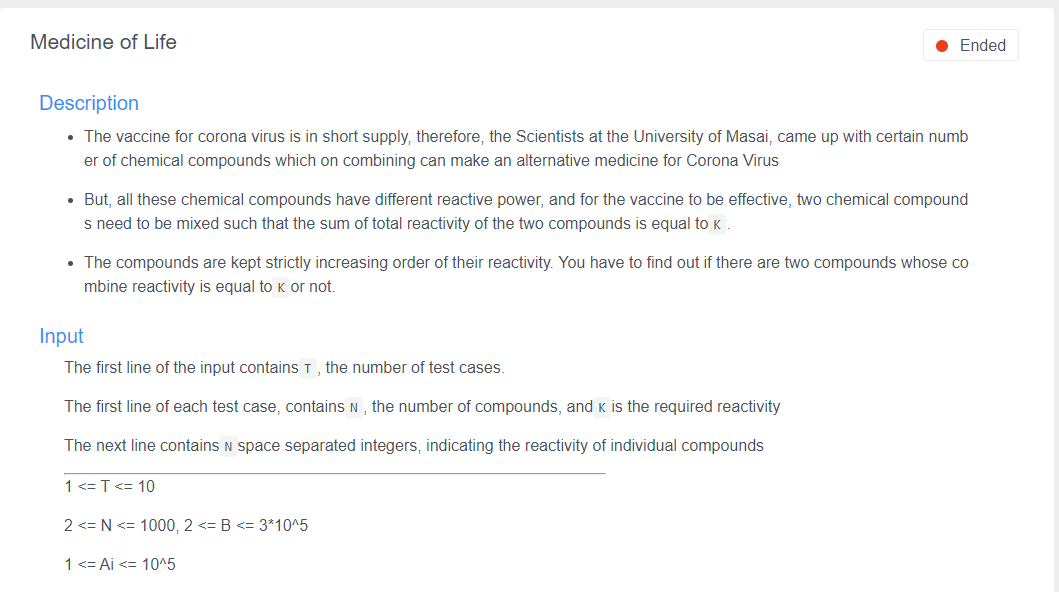 Medicine of Life
Ended
Description
The vaccine for corona virus is in short supply, therefore, the Scientists at the University of Masai, came up with certain numb
er of chemical compounds which on combining can make an alternative medicine for Corona Virus
But, all these chemical compounds have different reactive power, and for the vaccine to be effective, two chemical compound
s need to be mixed such that the sum of total reactivity of the two compounds is equal to K .
The compounds are kept strictly increasing order of their reactivity. You have to find out if there are two compounds whose co
mbine reactivity is equal to K or not.
Input
The first line of the input contains T , the number of test cases.
The first line of each test case, contains N , the number of compounds, and K is the required reactivity
The next line contains N space separated integers, indicating the reactivity of individual compounds
1 <= T <= 10
2 <= N <= 1000, 2 <= B <= 3*10^5
1 <= Ai <= 10^5